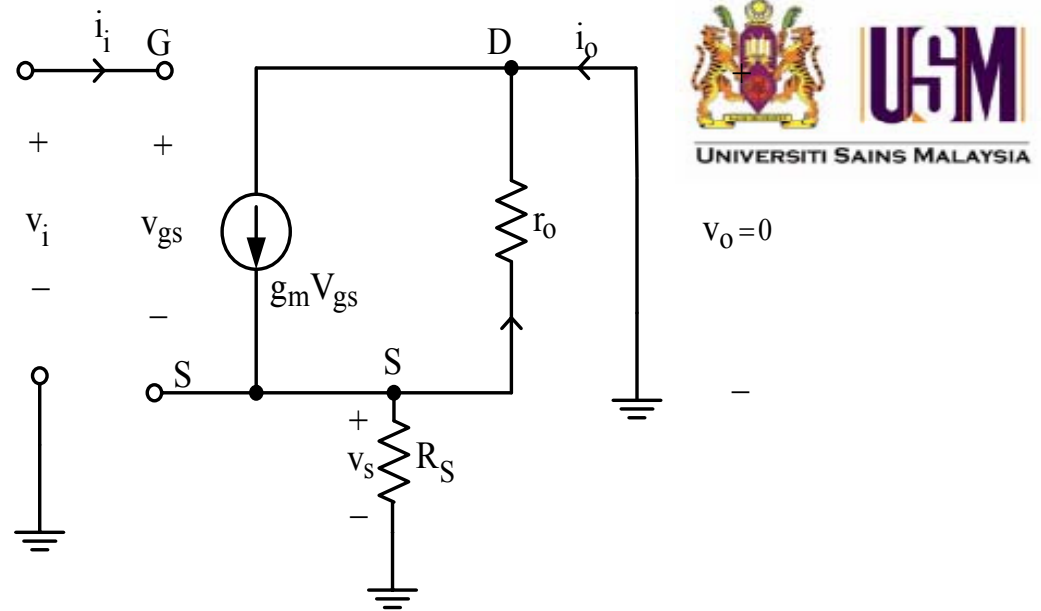 i_i
G
D
i_o
+
USM
UNIVERSITI SAINS MALAYSIA
+
+
v_i
v_gs
r_o
v_o = 0
−
g_mV_gs
−
S
S
−
+
v_s
R_S
−